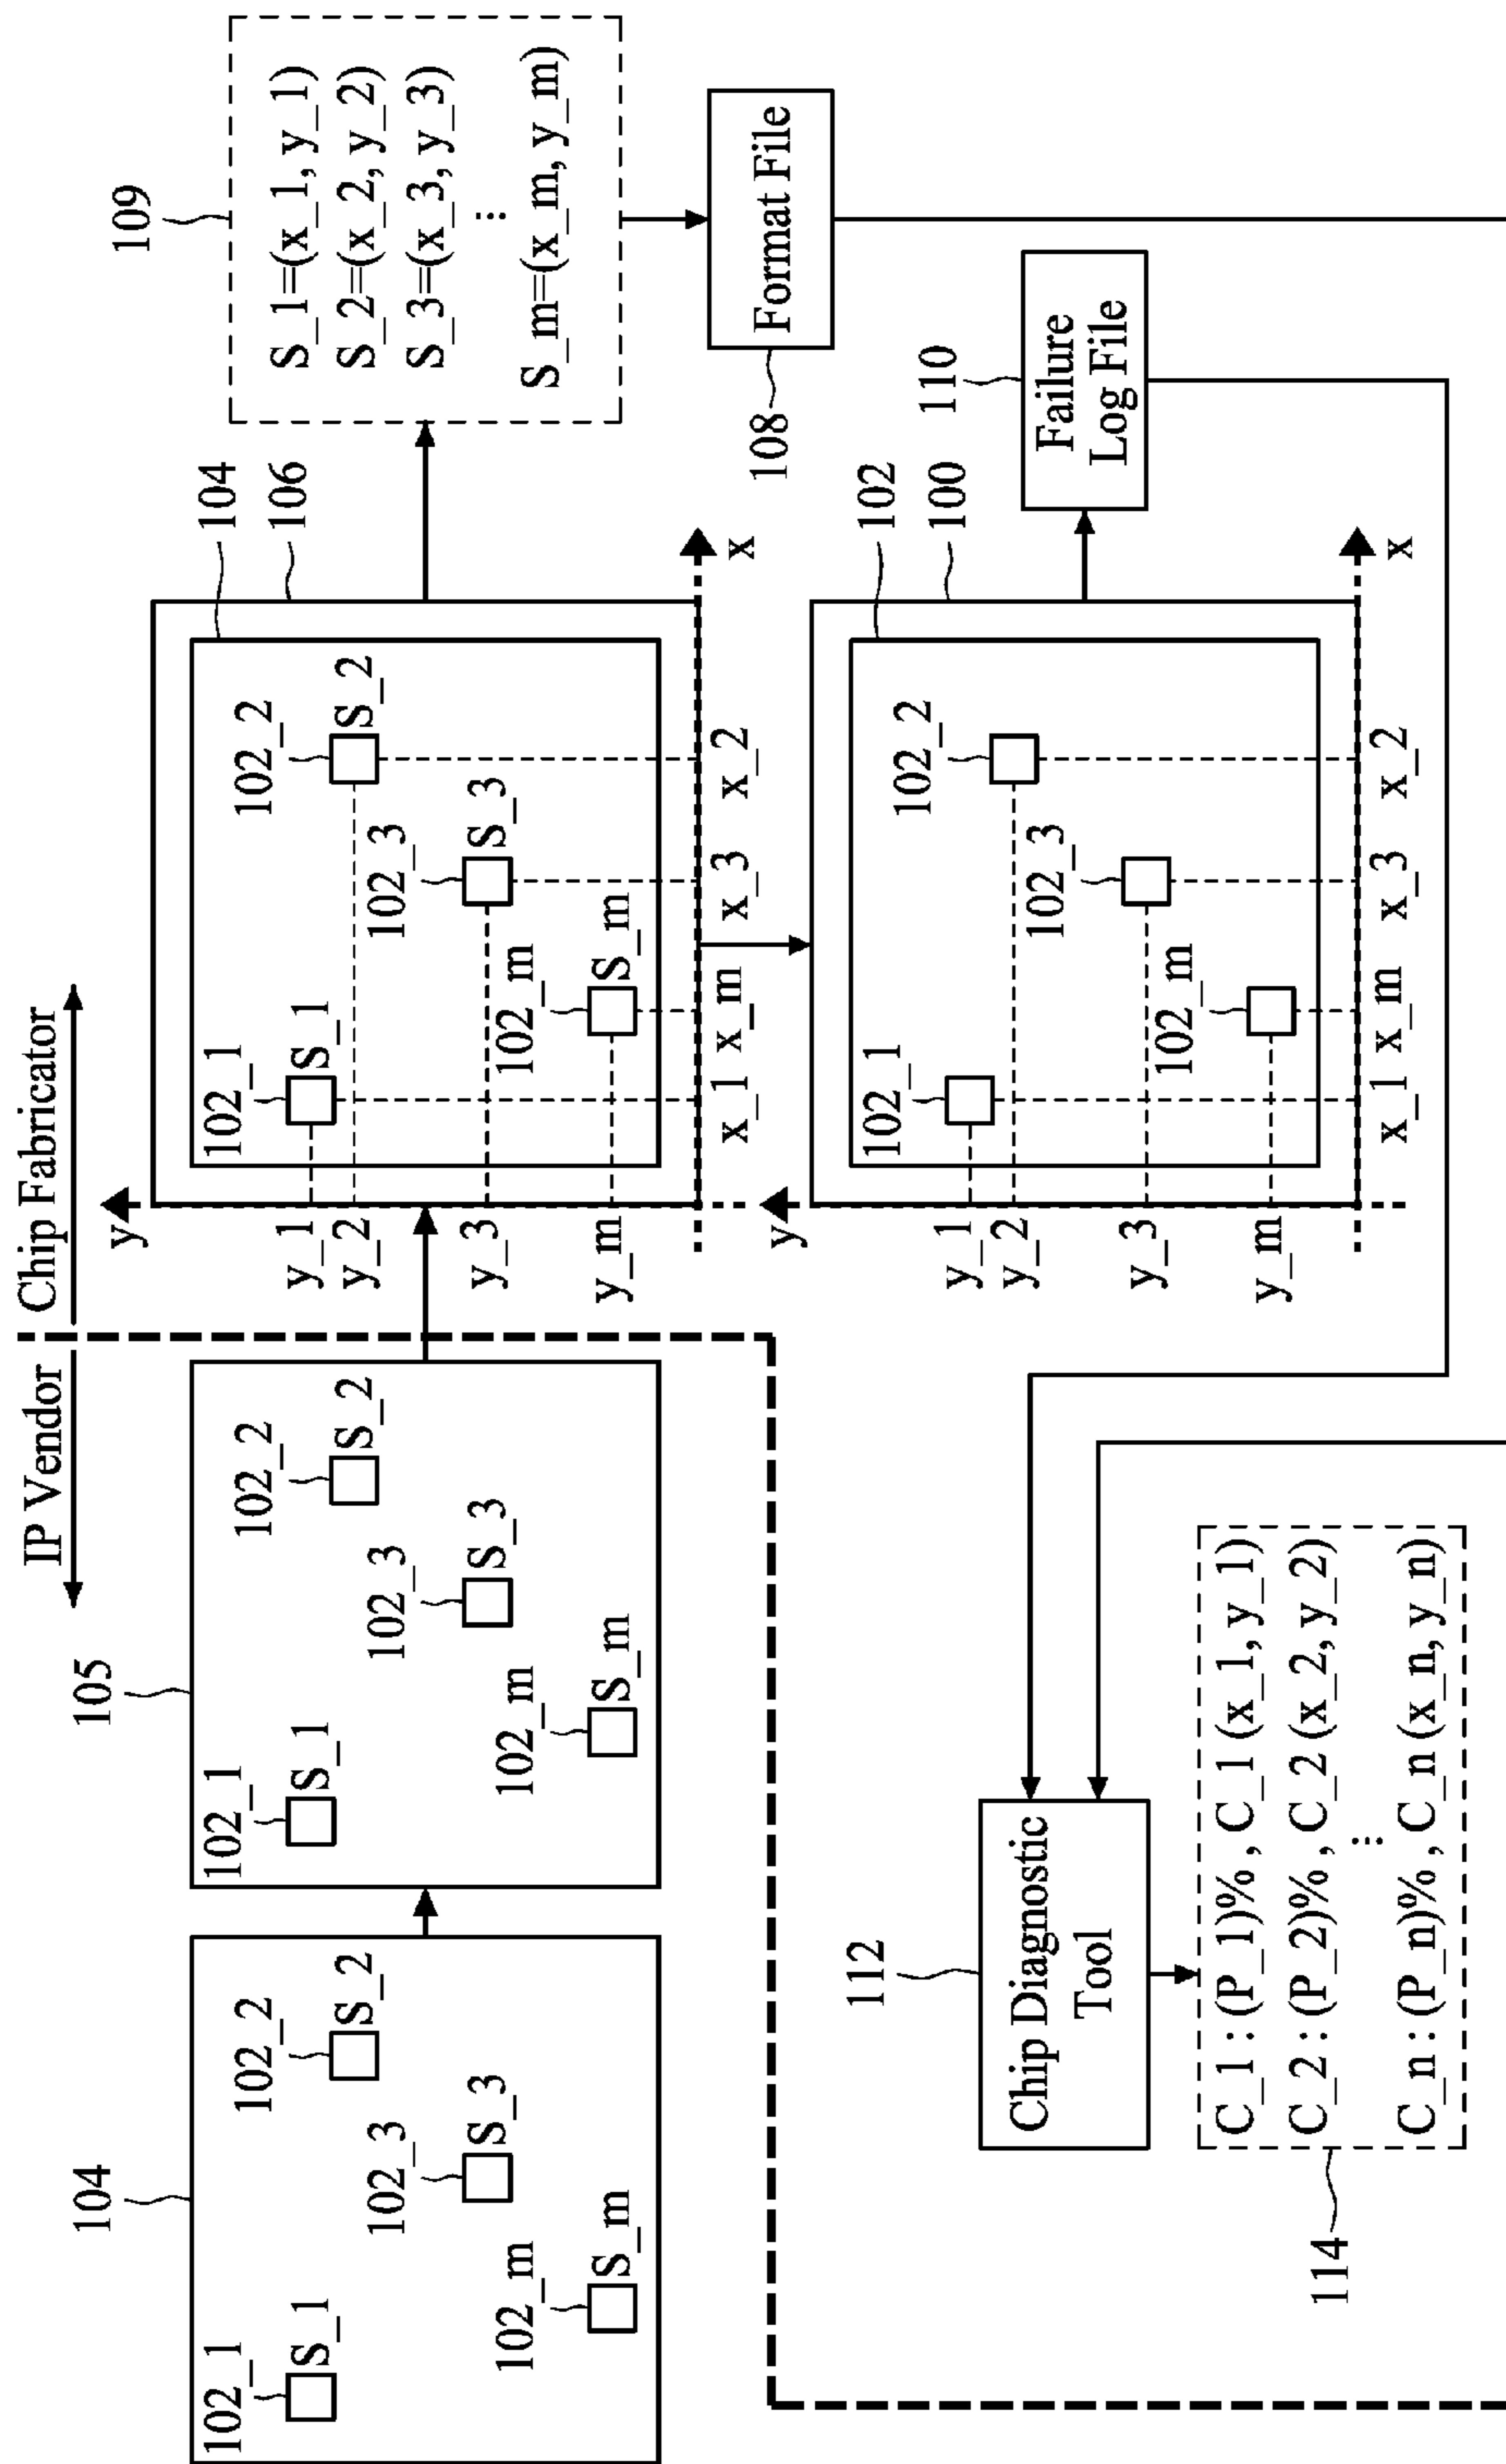 IP Vendor
Chip Fabricator
104
102_1
S_1
102_2
S_2
102_3
S_3
102_m
S_m
105
102_1
S_1
102_2
S_2
102_3
S_3
102_m
S_m
y
y_1
y_2
y_3
y_m
102_1
S_1
102_2
S_2
102_3
S_3
102_m
S_m
104
106
x_1
x_m
x_3
x_2
x
109
S_1=(x_1, y_1)
S_2=(x_2, y_2)
S_3=(x_3, y_3)
⋮
S_m=(x_m, y_m)
Format File
108
y
y_1
y_2
y_3
y_m
102_1
102_2
102_3
102_m
102
100
x_1
x_m
x_3
x_2
x
110
Failure
Log File
112
Chip Diagnostic
Tool
C_1 : (P_1)% , C_1 (x_1, y_1)
C_2 : (P_2)% , C_2 (x_2, y_2)
⋮
C_n : (P_n)% , C_n (x_n, y_n)
114